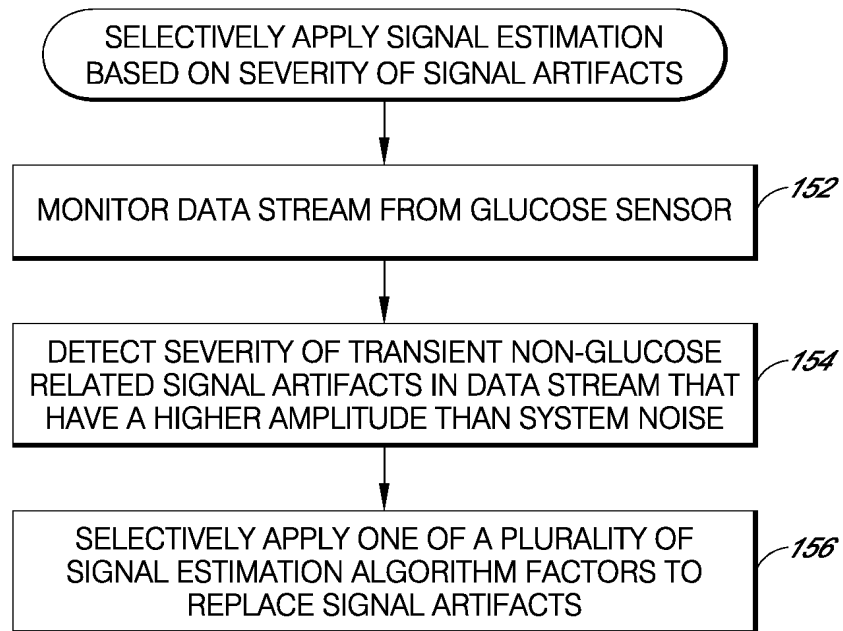 SELECTIVELY APPLY SIGNAL ESTIMATION
BASED ON SEVERITY OF SIGNAL ARTIFACTS
MONITOR DATA STREAM FROM GLUCOSE SENSOR
152
DETECT SEVERITY OF TRANSIENT NON-GLUCOSE
RELATED SIGNAL ARTIFACTS IN DATA STREAM THAT
HAVE A HIGHER AMPLITUDE THAN SYSTEM NOISE
154
SELECTIVELY APPLY ONE OF A PLURALITY OF
SIGNAL ESTIMATION ALGORITHM FACTORS TO
REPLACE SIGNAL ARTIFACTS
156